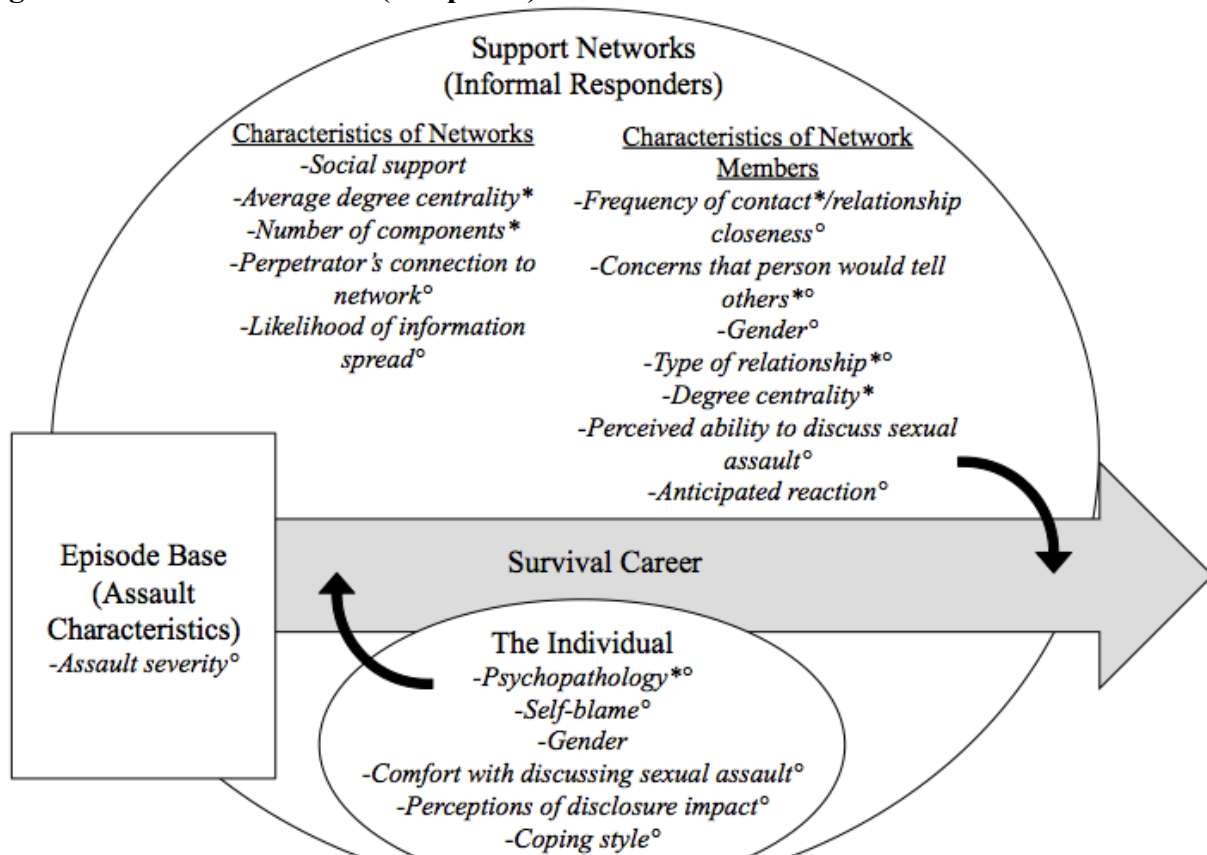 Support Networks
(Informal Responders)
Characteristics of Networks
-Social support
-Average degree centrality*
-Number of components*
-Perpetrator's connection to
network°
-Likelihood of information
spread°
Characteristics of Network
Members
-Frequency of contact*/relationship
closeness°
-Concerns that person would tell
others*°
-Gender°
-Type of relationship*°
-Degree centrality*
-Perceived ability to discuss sexual
assault°
-Anticipated reaction°
Episode Base
(Assault
Characteristics)
-Assault severity°
Survival Career
The Individual
-Psychopathology*°
-Self-blame°
-Gender
-Comfort with discussing sexual assault°
-Perceptions of disclosure impact°
-Coping style°